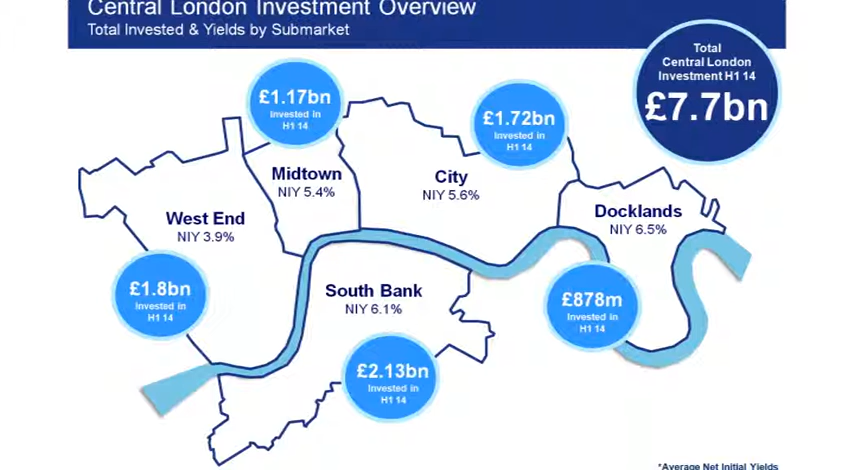 Central London Investment Overview
Total Invested & Yields by Submarket
Total
Central London
Investment H1 14
£7.7bn
£1.17bn
Invested in
H1 14
£1.72bn
Invested in
H1 14
Midtown
NIY 5.4%
City
NIY 5.6%
West End
NIY 3.9%
Docklands
NIY 6.5%
£1.8bn
Invested in
H1 14
South Bank
NIY 6.1%
£878m
Invested in
H1 14
£2.13bn
Invested in
H1 14
*Average Net Initial Yields